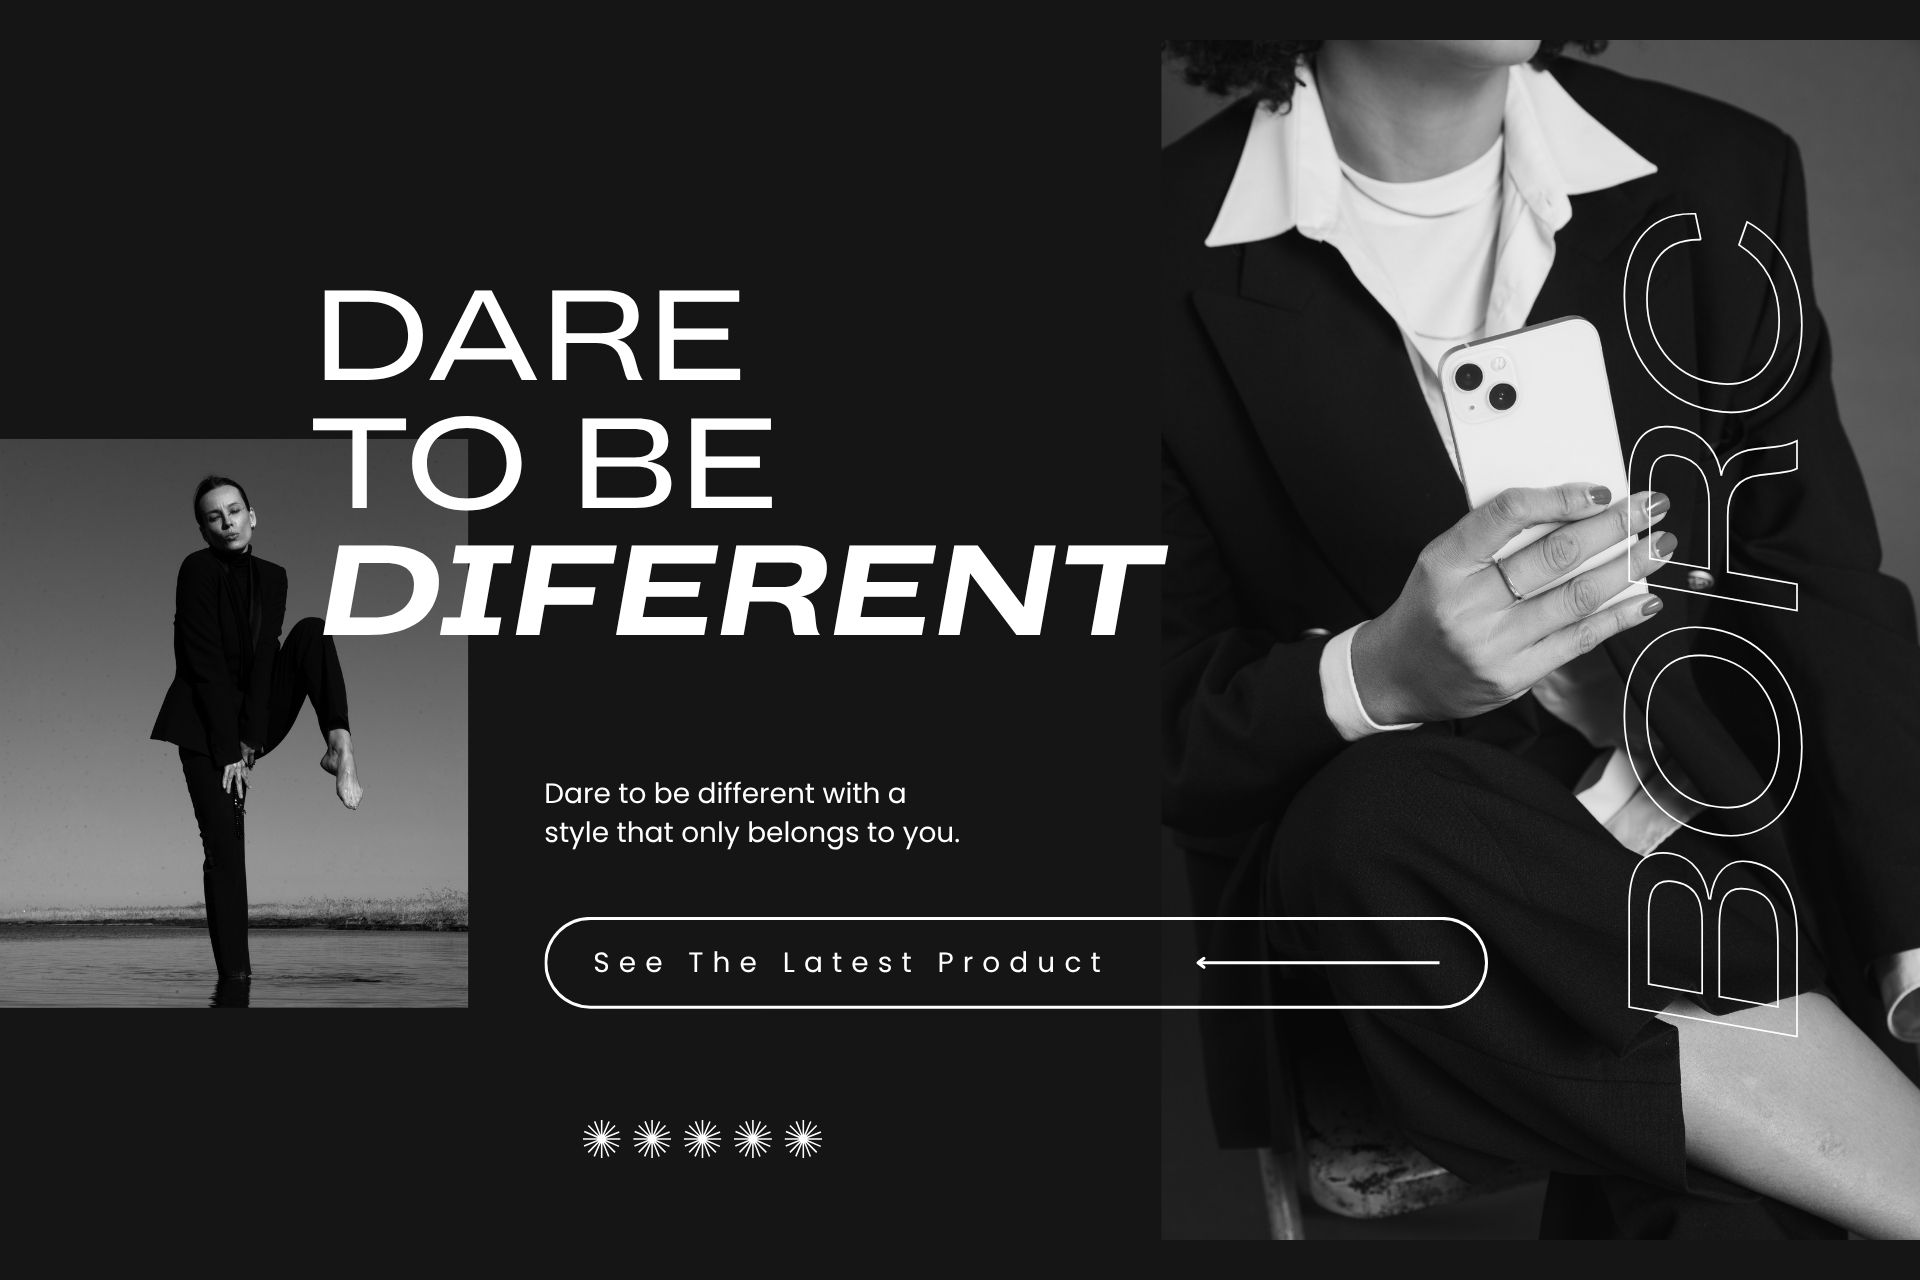 DARE
TO BE
DIFERENT
Dare to be different with a
style that only belongs to you.
See The Latest Product
BORC